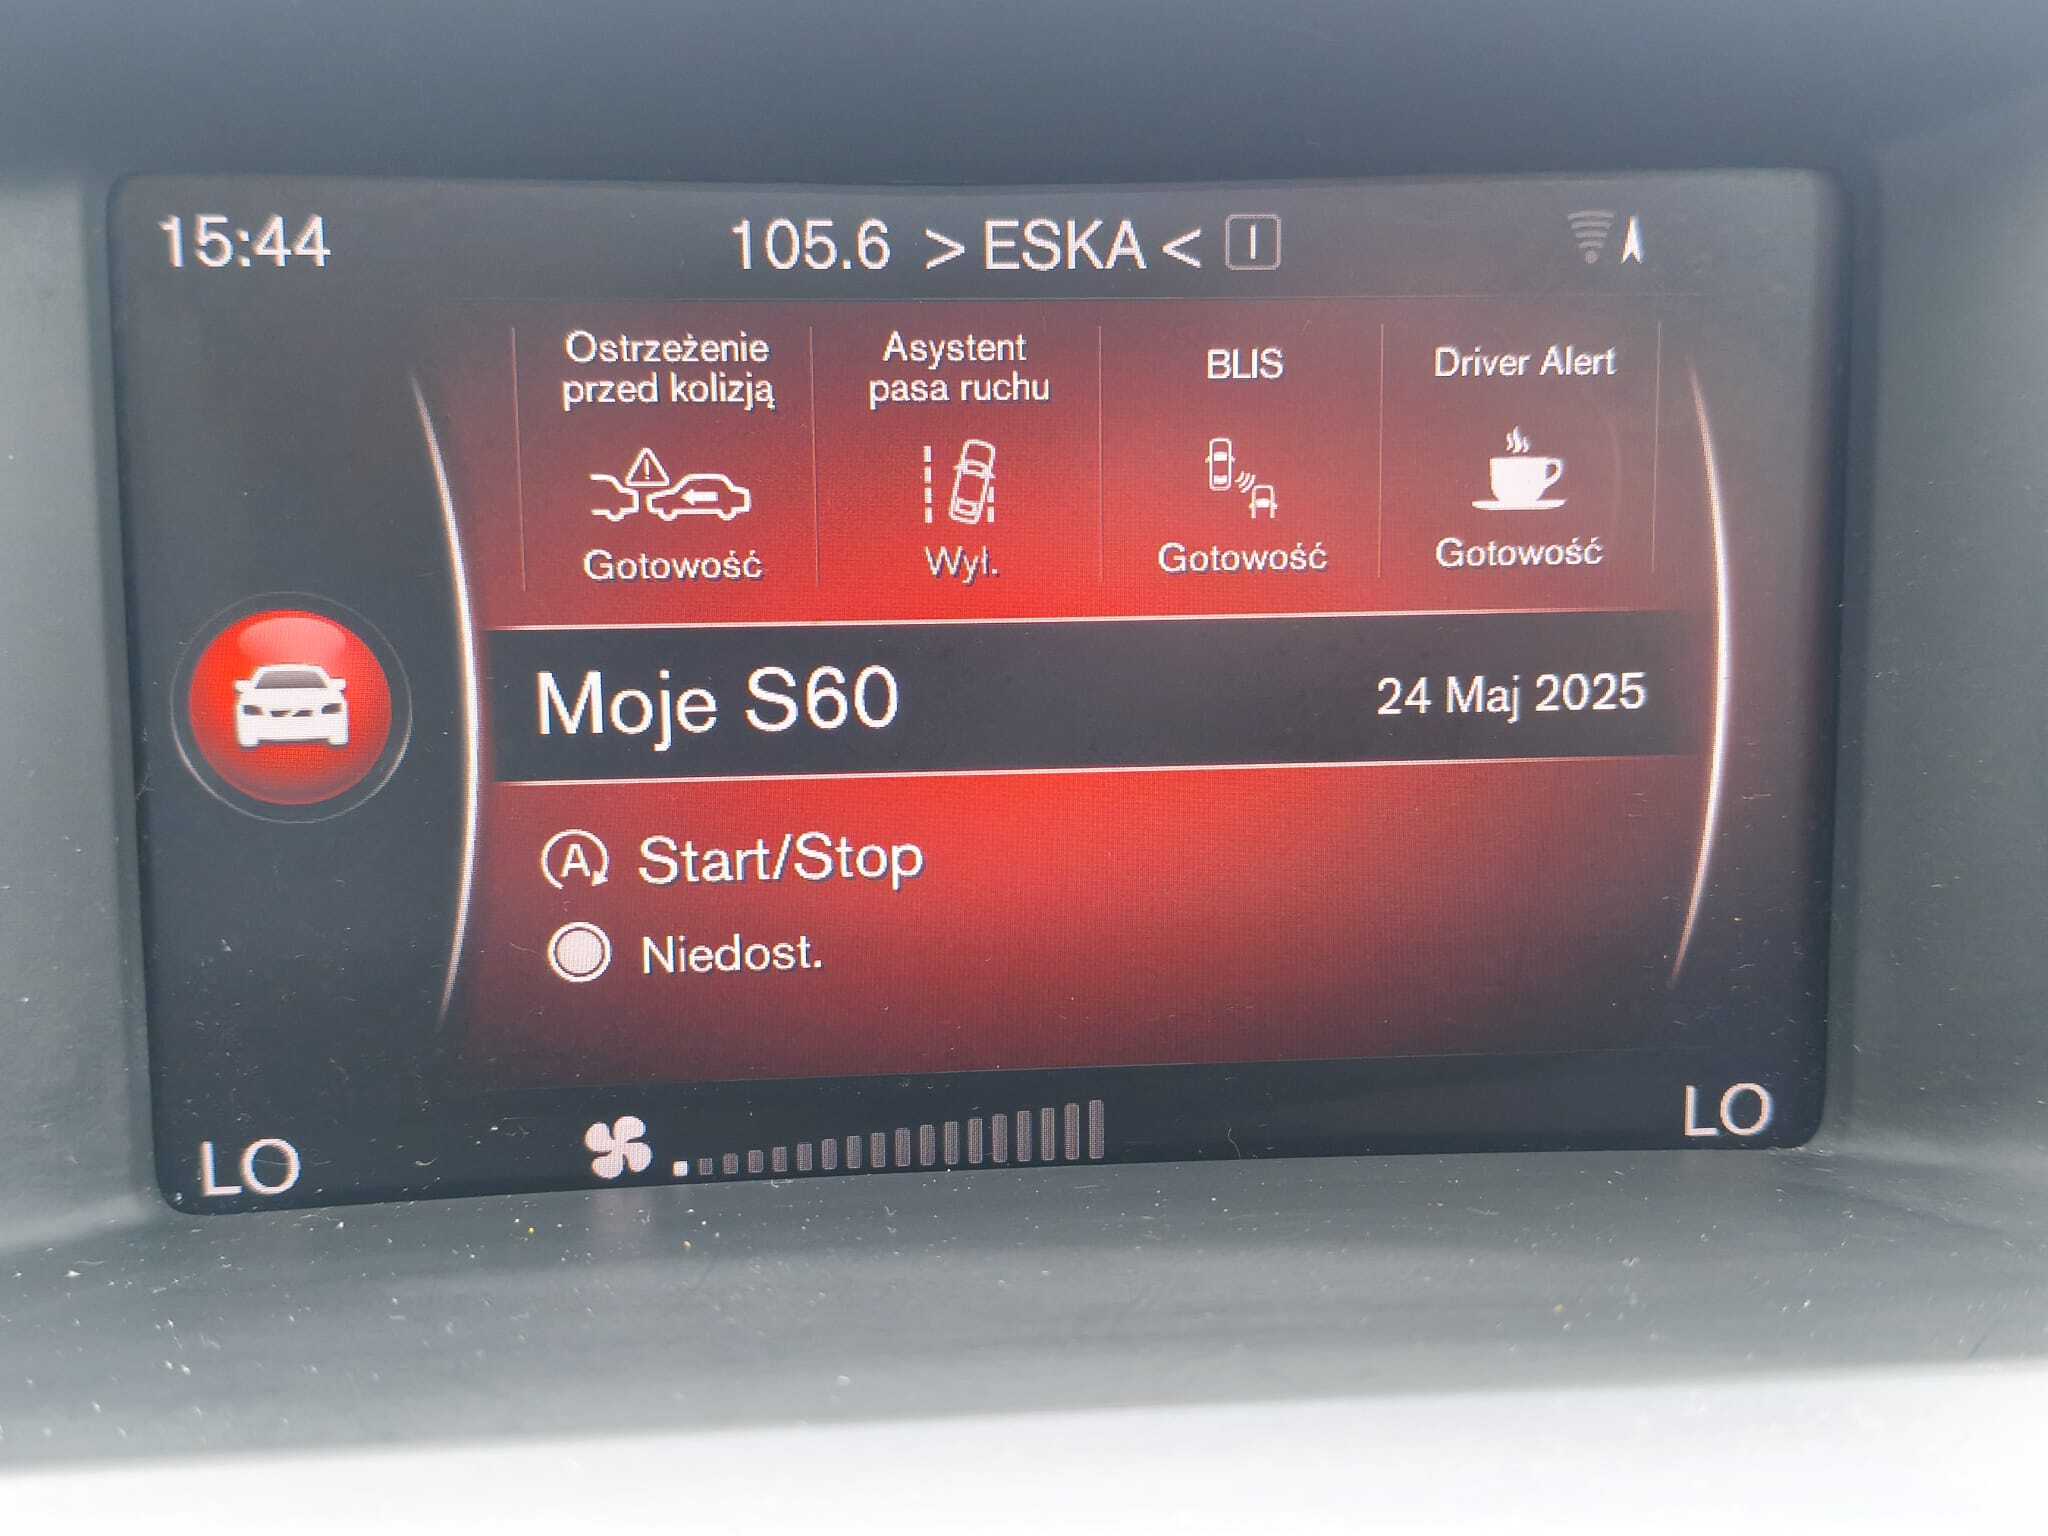 15:44 105.6 > ESKA < I
Ostrzeżenie
przed kolizją
Asystent
pasa ruchu
BLIS
Driver Alert
Gotowość
Wył.
Gotowość
Gotowość
Moje S60 24 Maj 2025
A Start/Stop
Niedost.
LO LO